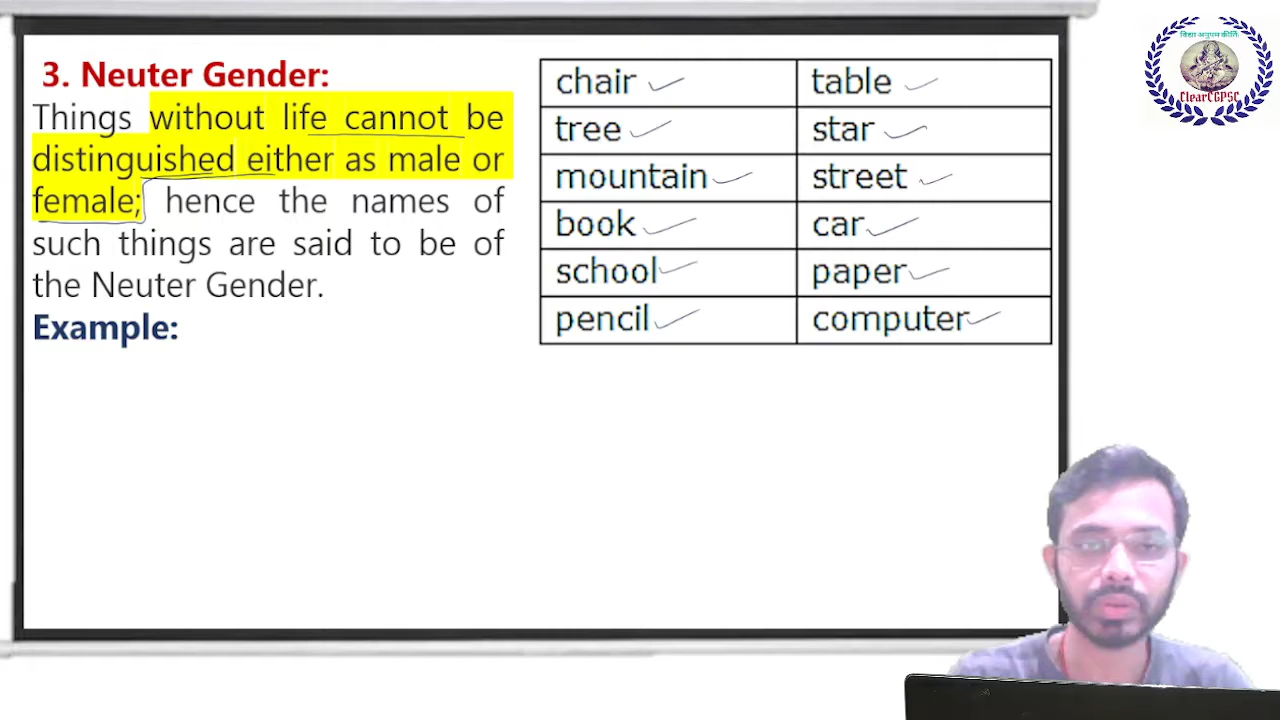 3. Neuter Gender:
Things without life cannot be
distinguished either as male or
female; hence the names of
such things are said to be of
the Neuter Gender.
Example:
chair table
tree star
mountain street
book car
school paper
pencil computer
विद्या अनुपम कीर्तिः
ClearCGPSC